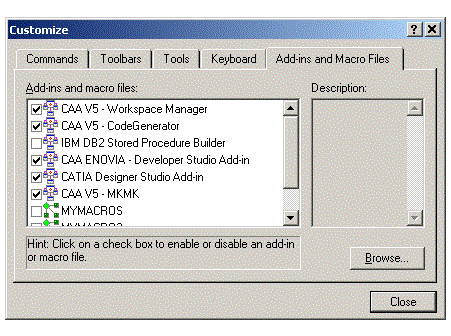 Customize
Commands
Toolbars
Tools
Keyboard
Add-ins and Macro Files
Add-ins and macro files:
Description:
CAA V5 - Workspace Manager
CAA V5 - CodeGenerator
IBM DB2 Stored Procedure Builder
CAA ENOVIA - Developer Studio Add-in
CATIA Designer Studio Add-in
CAA V5 - MKMK
MYMACROS
Hint: Click on a check box to enable or disable an add-in
or macro file.
Browse...
Close